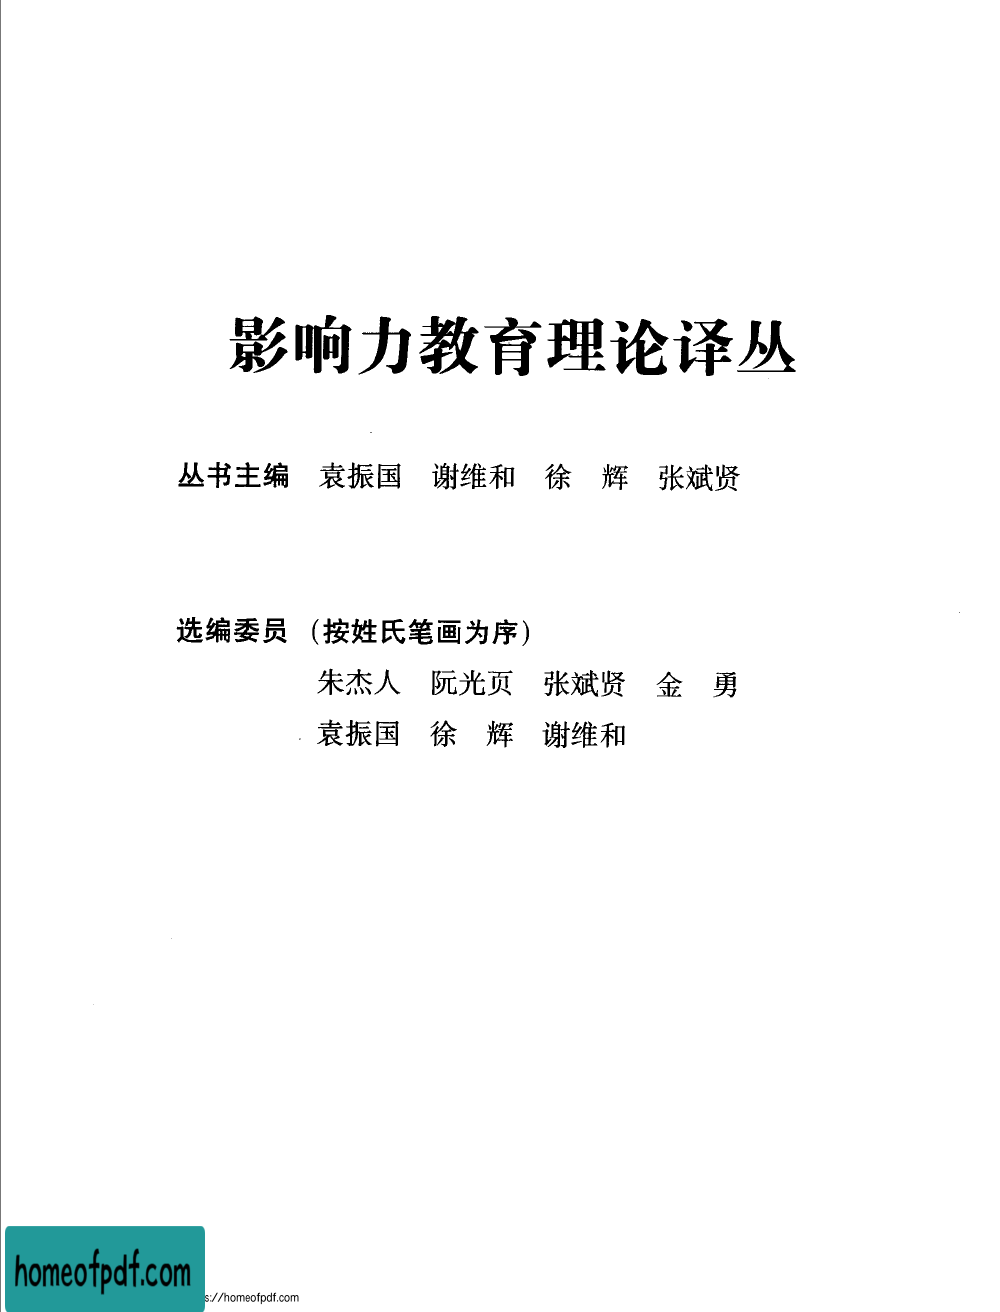 影响力教育理论译丛
丛书主编　袁振国　谢维和　徐　辉　张斌贤
选编委员（按姓氏笔画为序）
朱杰人　阮光页　张斌贤　金　勇
袁振国　徐　辉　谢维和
homeofpdf.com
s://homeofpdf.com